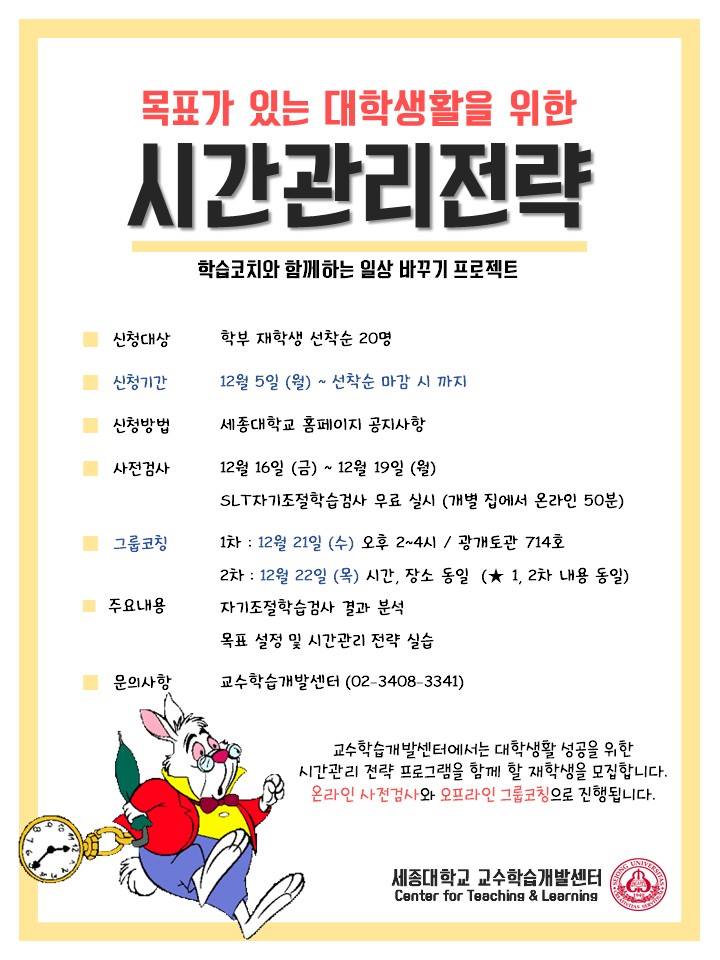 목표가 있는 대학생활을 위한
시간관리전략
학습코치와 함께하는 일상 바꾸기 프로젝트
신청대상 학부 재학생 선착순 20명
신청기간 12월 5일 (월) ~ 선착순 마감 시 까지
신청방법 세종대학교 홈페이지 공지사항
사전검사 12월 16일 (금) ~ 12월 19일 (월)
SLT자기조절학습검사 무료 실시 (개별 집에서 온라인 50분)
그룹코칭 1차 : 12월 21일 (수) 오후 2~4시 / 광개토관 714호
2차 : 12월 22일 (목) 시간, 장소 동일 (★ 1, 2차 내용 동일)
주요내용 자기조절학습검사 결과 분석
목표 설정 및 시간관리 전략 실습
문의사항 교수학습개발센터 (02-3408-3341)
교수학습개발센터에서는 대학생활 성공을 위한
시간관리 전략 프로그램을 함께 할 재학생을 모집합니다.
온라인 사전검사와 오프라인 그룹코칭으로 진행됩니다.
세종대학교 교수학습개발센터
Center for Teaching & Learning